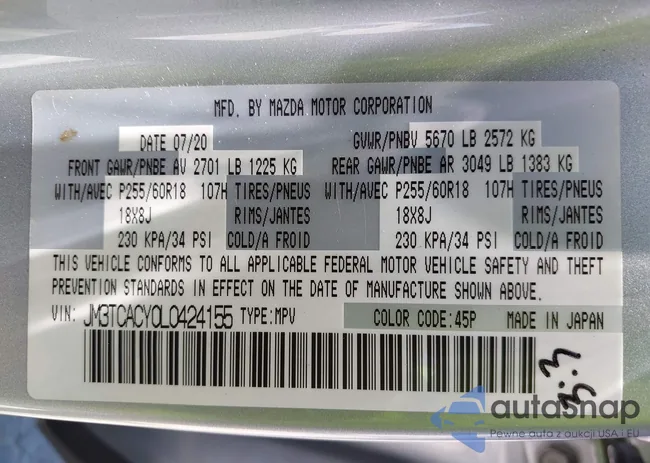 MFD. BY MAZDA MOTOR CORPORATION
DATE 07/20 GVWR/PNBV 5670 LB 2572 KG
FRONT GAWR/PNBE AV 2701 LB 1225 KG REAR GAWR/PNBE AR 3049 LB 1383 KG
WITH/AVEC P255/60R18 107H TIRES/PNEUS WITH/AVEC P255/60R18 107H TIRES/PNEUS
18X8J RIMS/JANTES 18X8J RIMS/JANTES
230 KPA/34 PSI COLD/A FROID 230 KPA/34 PSI COLD/A FROID
THIS VEHICLE CONFORMS TO ALL APPLICABLE FEDERAL MOTOR VEHICLE SAFETY AND THEFT
PREVENTION STANDARDS IN EFFECT ON THE DATE OF MANUFACTURE SHOWN ABOVE.
VIN: JM3TCACY0L0424155 TYPE:MPV COLOR CODE:45P MADE IN JAPAN
3.3
autosnap
Pewne auta z aukcji USA i EU